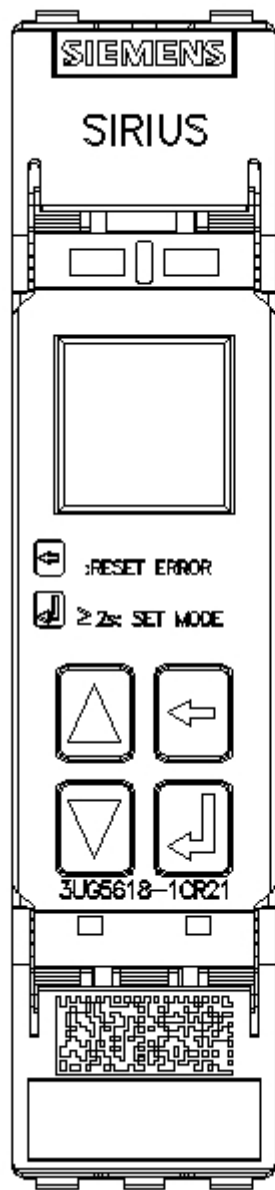 SIEMENS
SIRIUS
:RESET ERROR
≥ 2s: SET MODE
3UG5618-1CR21